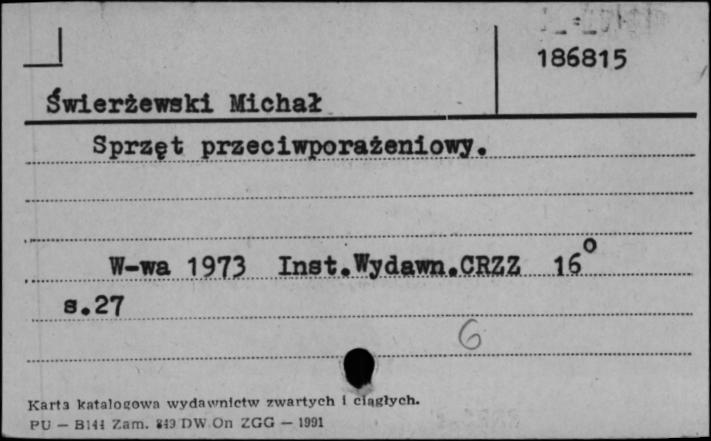 186815
Świerżewski Michał
Sprzęt przeciwporażeniowy.
W-wa 1973 Inst.Wydawn.CRZZ 16°
s.27
6
Karta katalogowa wydawnictw zwartych i ciągłych.
PU — B144 Zam. 849 DW On ZGG — 1991